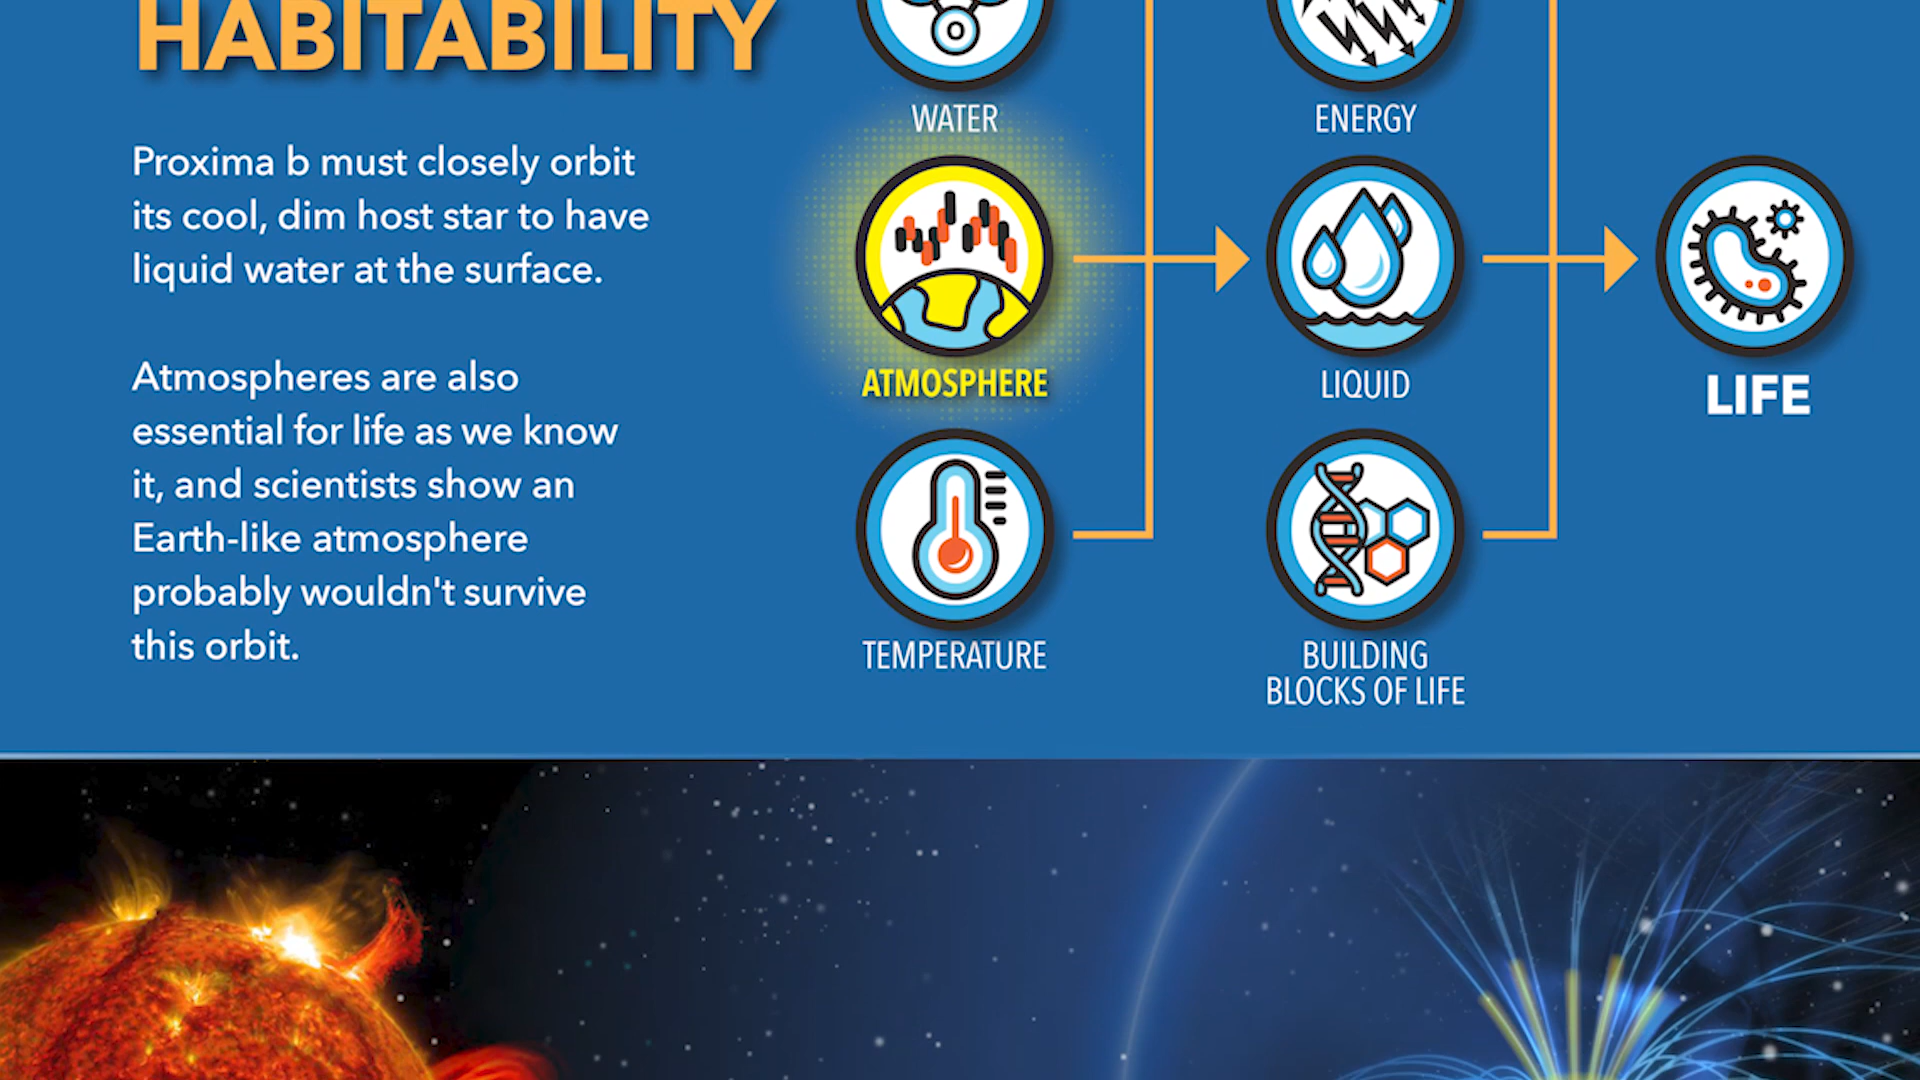 HABITABILITY
Proxima b must closely orbit
its cool, dim host star to have
liquid water at the surface.
Atmospheres are also
essential for life as we know
it, and scientists show an
Earth-like atmosphere
probably wouldn't survive
this orbit.
O
WATER
ENERGY
ATMOSPHERE
LIQUID
LIFE
TEMPERATURE
BUILDING
BLOCKS OF LIFE